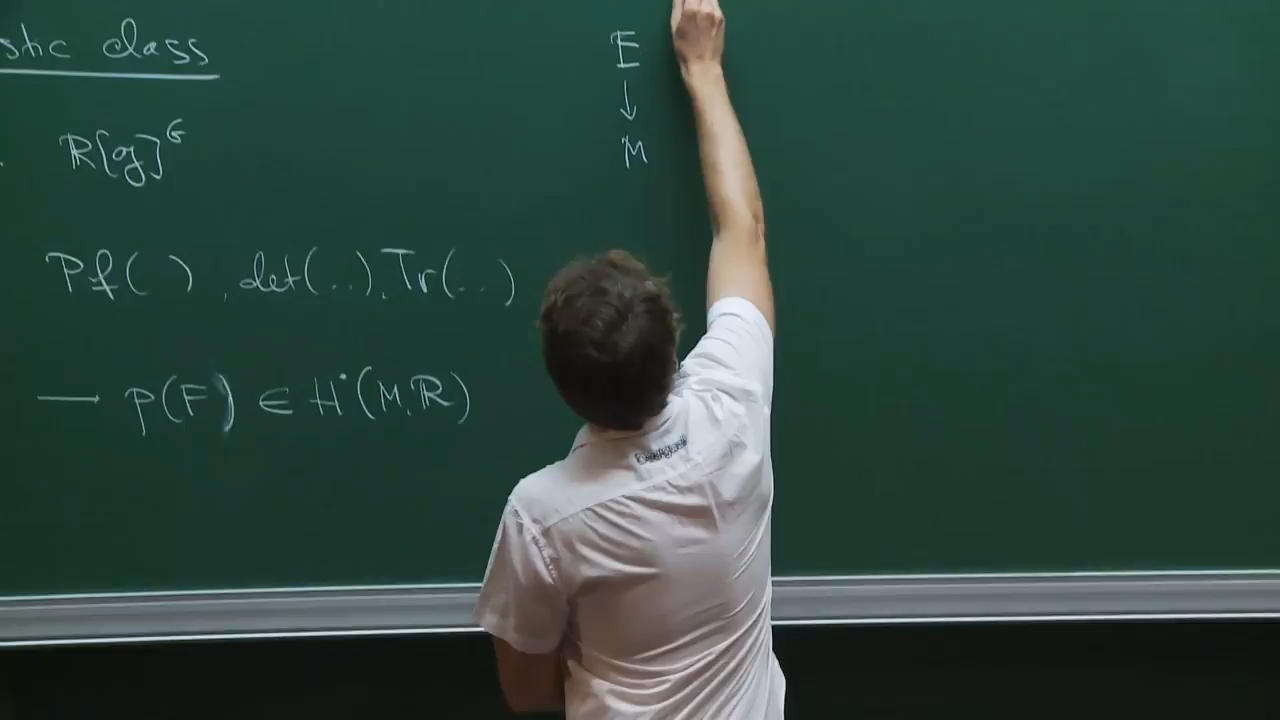 stic class
. ℝ[𝔤]^G
Pf( ) , det(..), Tr(...)
— p(F) ∈ H˙(M,ℝ)
E
↓
M